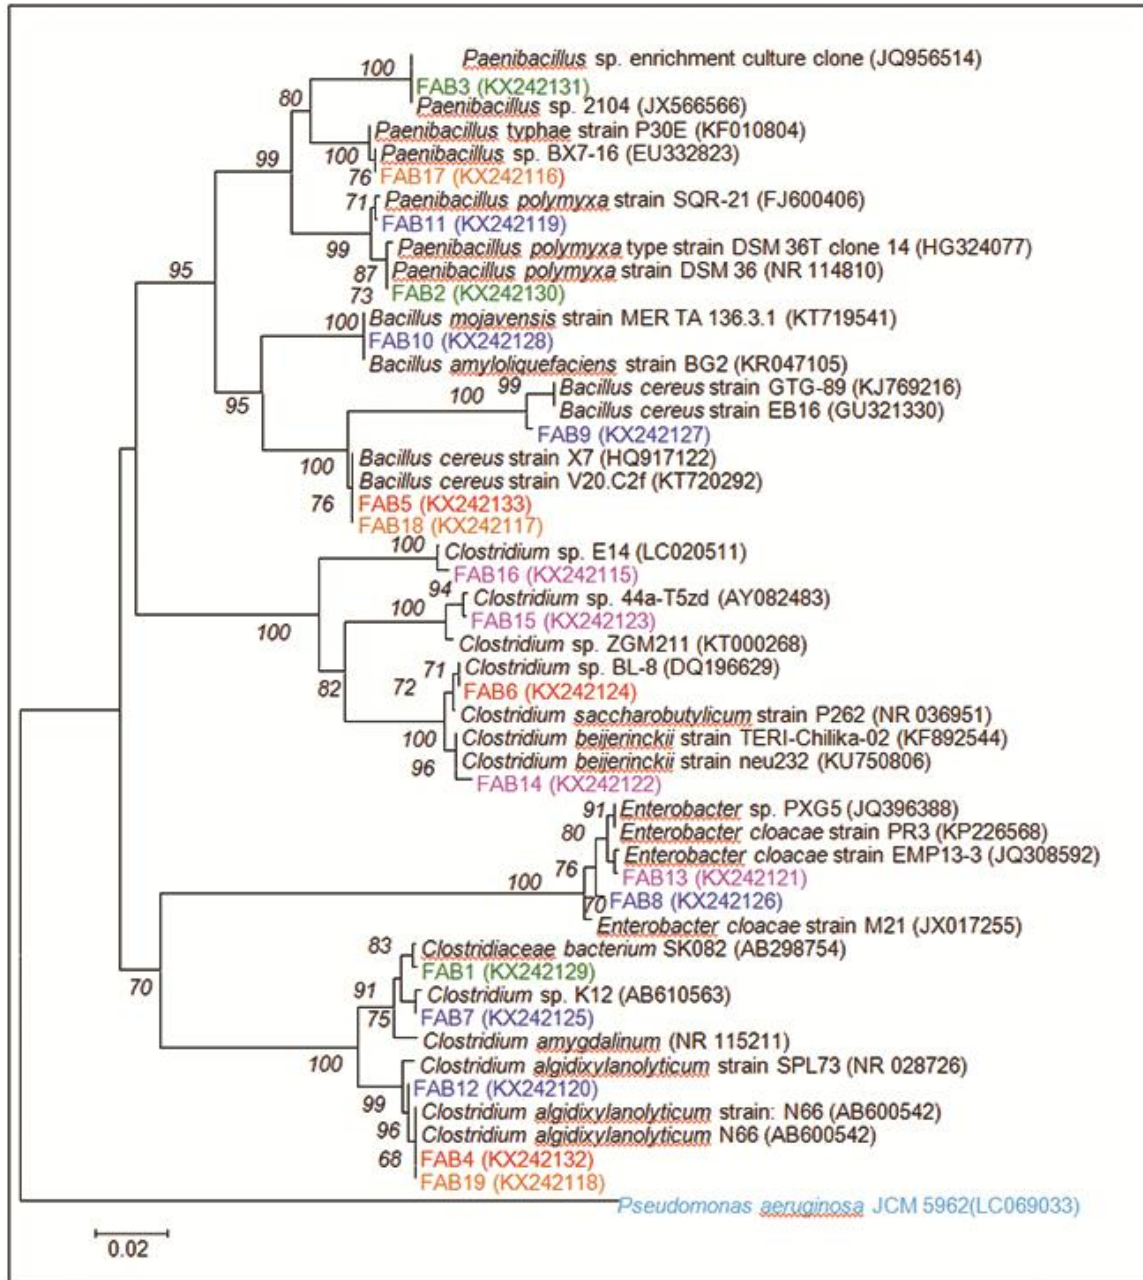 Paenibacillus sp. enrichment culture clone (JQ956514)
100
FAB3 (KX242131)
80
Paenibacillus sp. 2104 (JX566566)
Paenibacillus typhae strain P30E (KF010804)
100
Paenibacillus sp. BX7-16 (EU332823)
99
76
FAB17 (KX242116)
71
Paenibacillus polymyxa strain SQR-21 (FJ600406)
FAB11 (KX242119)
99
Paenibacillus polymyxa type strain DSM 36T clone 14 (HG324077)
87
Paenibacillus polymyxa strain DSM 36 (NR 114810)
95
73
FAB2 (KX242130)
100
Bacillus mojavensis strain MER TA 136.3.1 (KT719541)
FAB10 (KX242128)
Bacillus amyloliquefaciens strain BG2 (KR047105)
99
Bacillus cereus strain GTG-89 (KJ769216)
100
95
Bacillus cereus strain EB16 (GU321330)
FAB9 (KX242127)
100
Bacillus cereus strain X7 (HQ917122)
Bacillus cereus strain V20.C2f (KT720292)
76
FAB5 (KX242133)
FAB18 (KX242117)
100
Clostridium sp. E14 (LC020511)
FAB16 (KX242115)
94
Clostridium sp. 44a-T5zd (AY082483)
100
FAB15 (KX242123)
100
Clostridium sp. ZGM211 (KT000268)
71
Clostridium sp. BL-8 (DQ196629)
82
72
FAB6 (KX242124)
Clostridium saccharobutylicum strain P262 (NR 036951)
100
Clostridium beijerinckii strain TERI-Chilika-02 (KF892544)
96
Clostridium beijerinckii strain neu232 (KU750806)
FAB14 (KX242122)
91
Enterobacter sp. PXG5 (JQ396388)
80
Enterobacter cloacae strain PR3 (KP226568)
Enterobacter cloacae strain EMP13-3 (JQ308592)
76
FAB13 (KX242121)
100
70
FAB8 (KX242126)
Enterobacter cloacae strain M21 (JX017255)
83
Clostridiaceae bacterium SK082 (AB298754)
FAB1 (KX242129)
70
91
Clostridium sp. K12 (AB610563)
75
FAB7 (KX242125)
Clostridium amygdalinum (NR 115211)
100
Clostridium algidixylanolyticum strain SPL73 (NR 028726)
FAB12 (KX242120)
99
Clostridium algidixylanolyticum strain: N66 (AB600542)
96
Clostridium algidixylanolyticum N66 (AB600542)
68
FAB4 (KX242132)
FAB19 (KX242118)
Pseudomonas aeruginosa JCM 5962(LC069033)
0.02